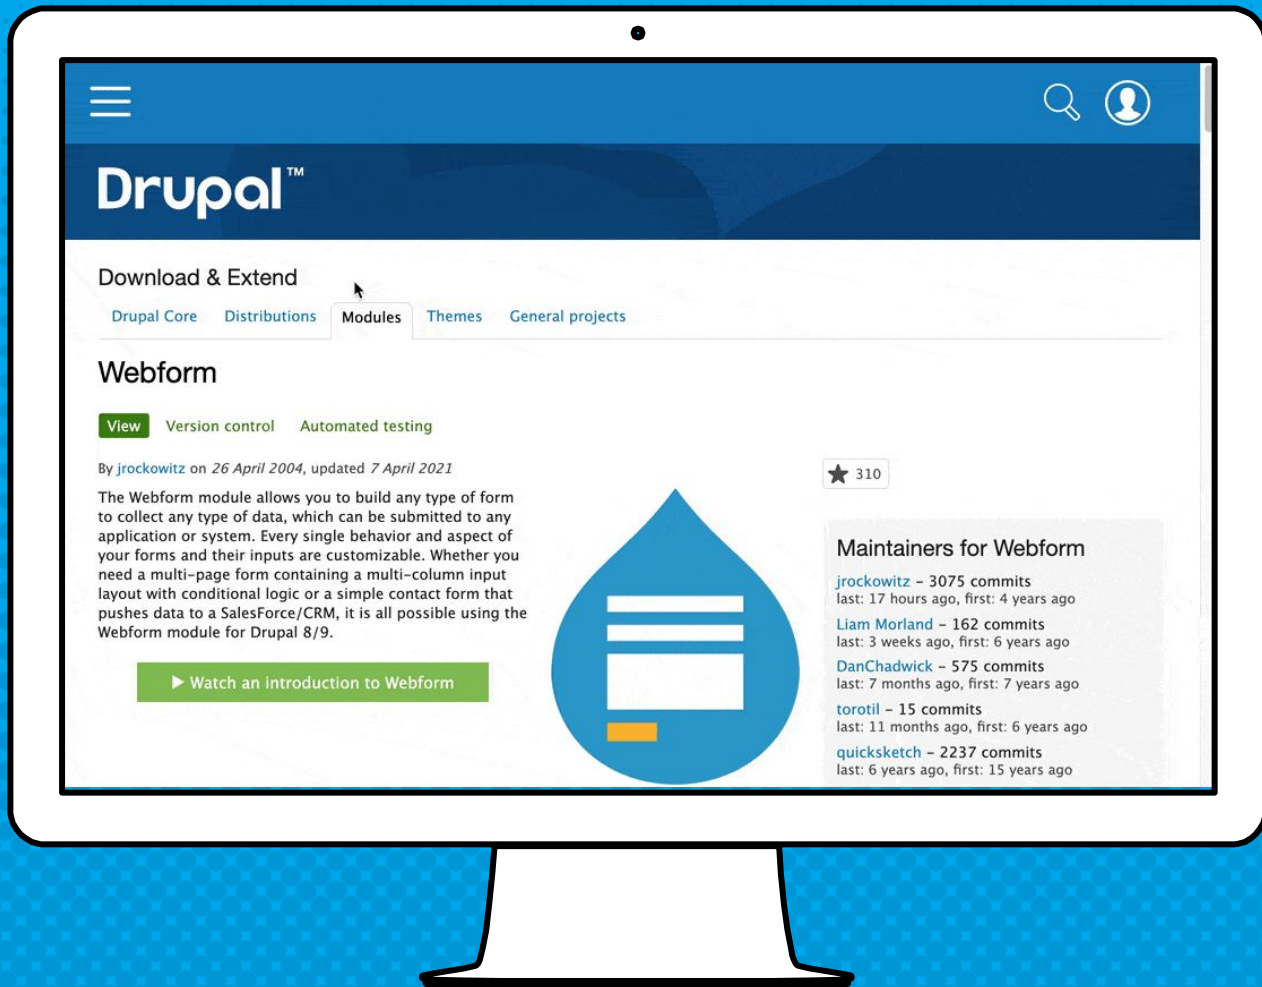 Drupal™
Download & Extend
Drupal Core Distributions Modules Themes General projects
Webform
View Version control Automated testing
By jrockowitz on 26 April 2004, updated 7 April 2021
The Webform module allows you to build any type of form
to collect any type of data, which can be submitted to any
application or system. Every single behavior and aspect of
your forms and their inputs are customizable. Whether you
need a multi-page form containing a multi-column input
layout with conditional logic or a simple contact form that
pushes data to a SalesForce/CRM, it is all possible using the
Webform module for Drupal 8/9.
Watch an introduction to Webform
310
Maintainers for Webform
jrockowitz – 3075 commits
last: 17 hours ago, first: 4 years ago
Liam Morland – 162 commits
last: 3 weeks ago, first: 6 years ago
DanChadwick – 575 commits
last: 7 months ago, first: 7 years ago
torotil – 15 commits
last: 11 months ago, first: 6 years ago
quicksketch – 2237 commits
last: 6 years ago, first: 15 years ago